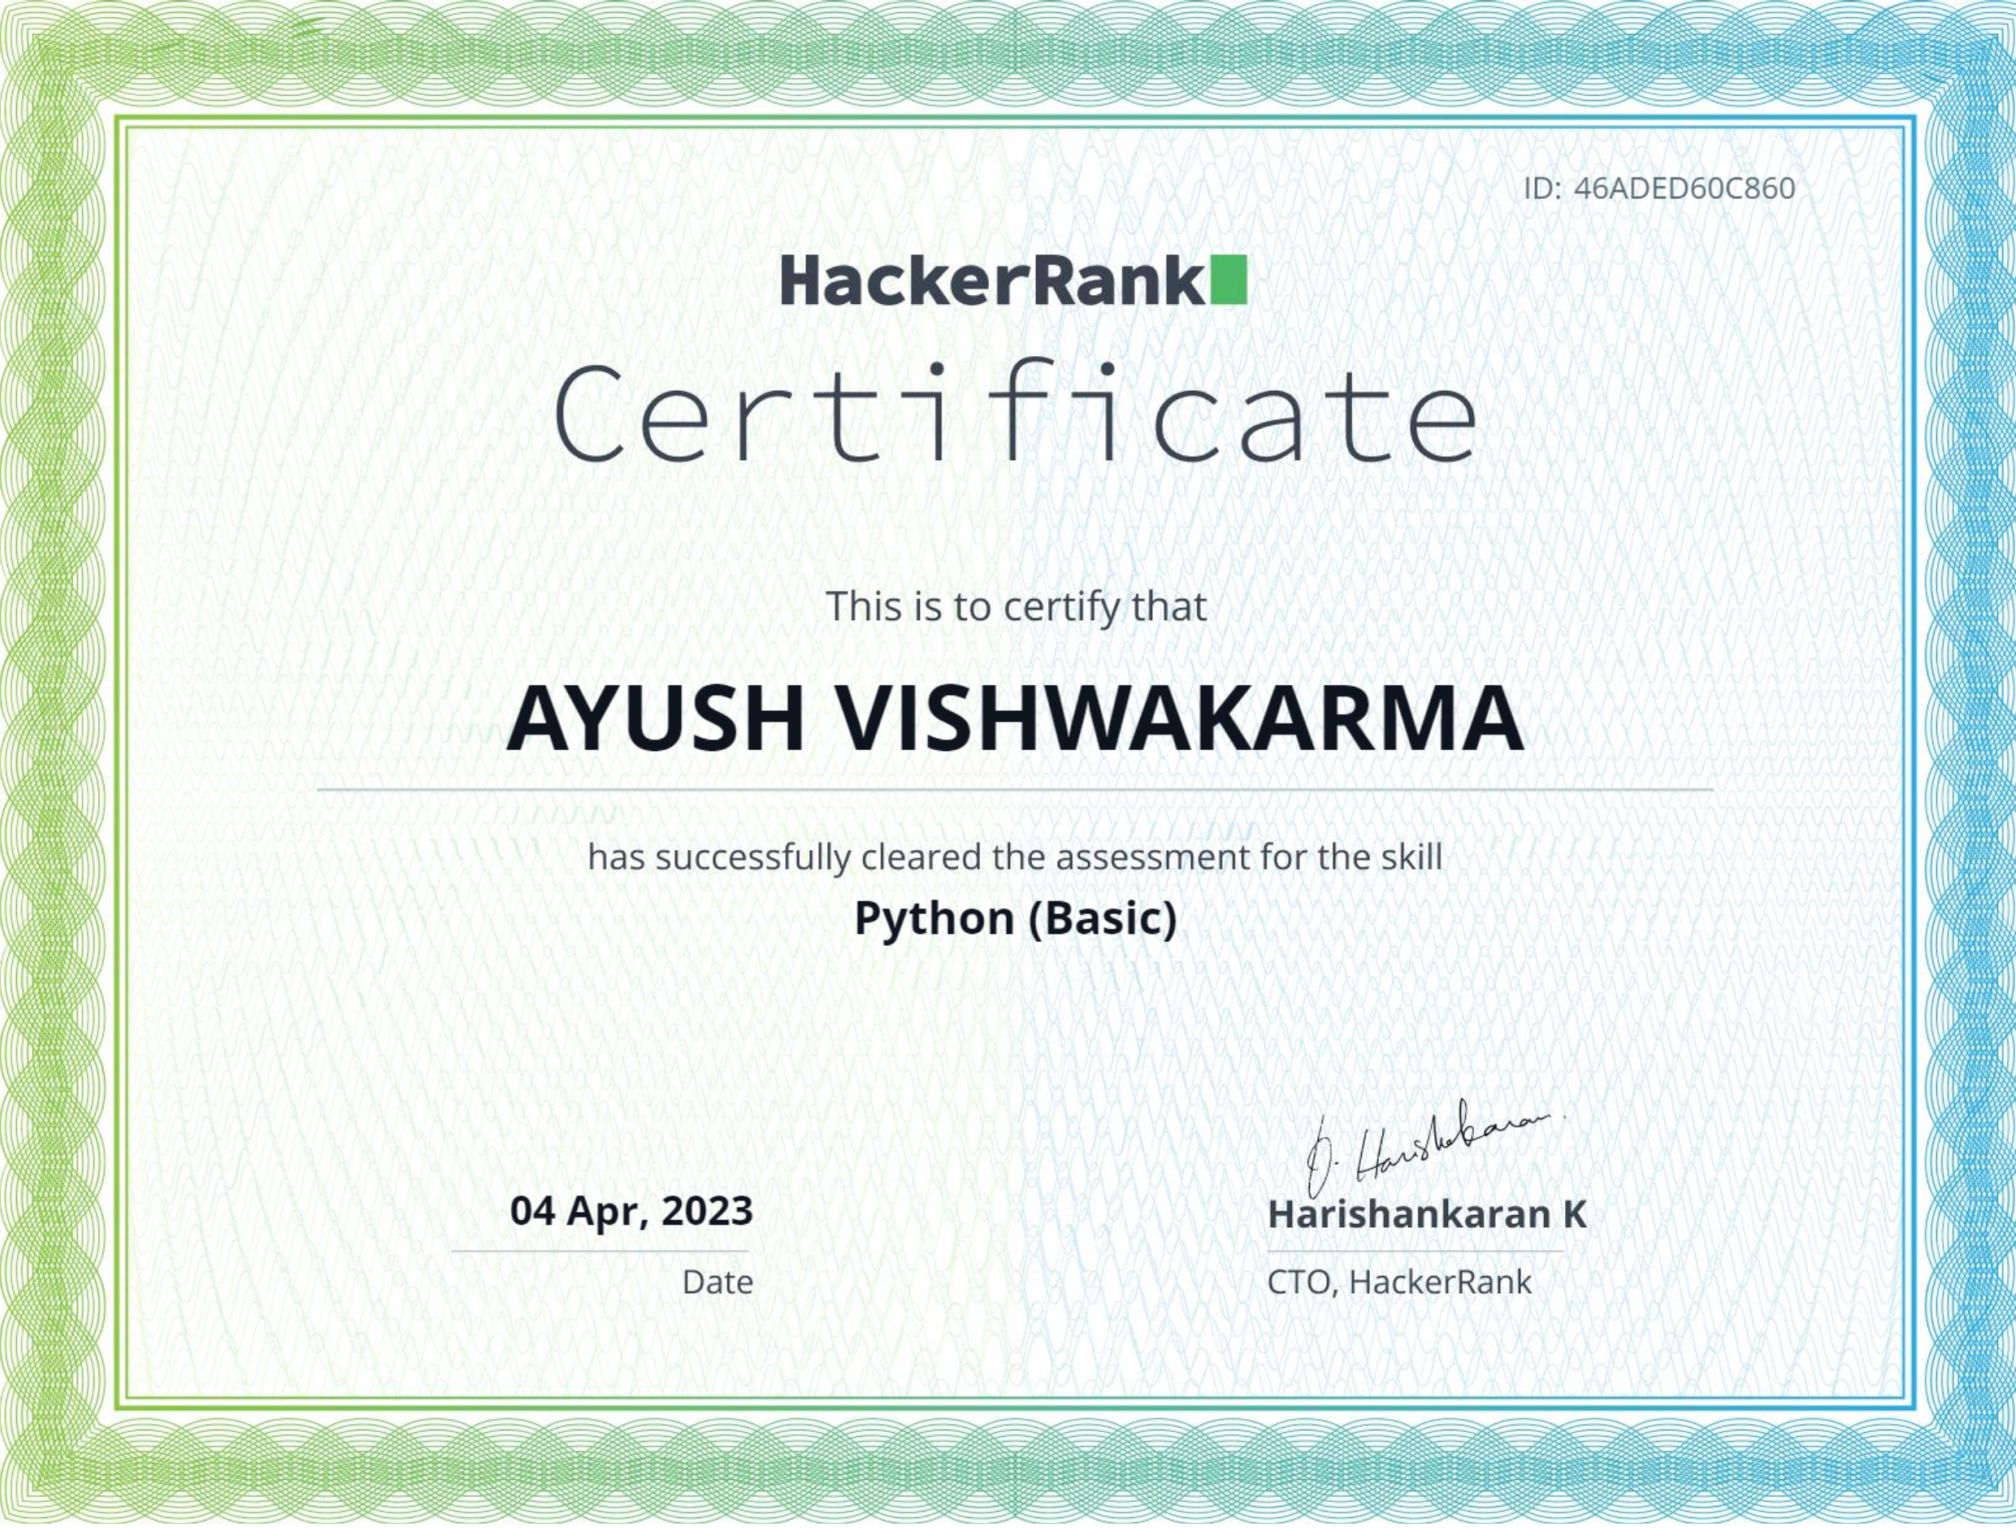 ID: 46ADED60C860
HackerRank
Certificate
This is to certify that
AYUSH VISHWAKARMA
has successfully cleared the assessment for the skill
Python (Basic)
04 Apr, 2023
Date
Harishankaran K
CTO, HackerRank